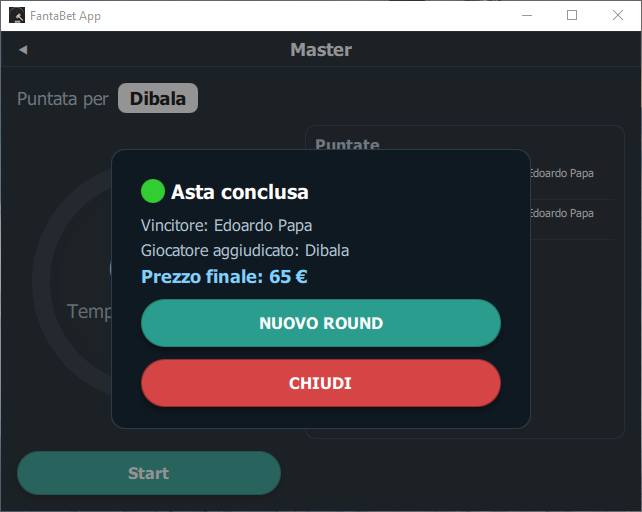 FantaBet App
Master
Puntata per Dibala
Puntate
Edoardo Papa
Edoardo Papa
Asta conclusa
Vincitore: Edoardo Papa
Giocatore aggiudicato: Dibala
Prezzo finale: 65 €
NUOVO ROUND
CHIUDI
Temp
Start